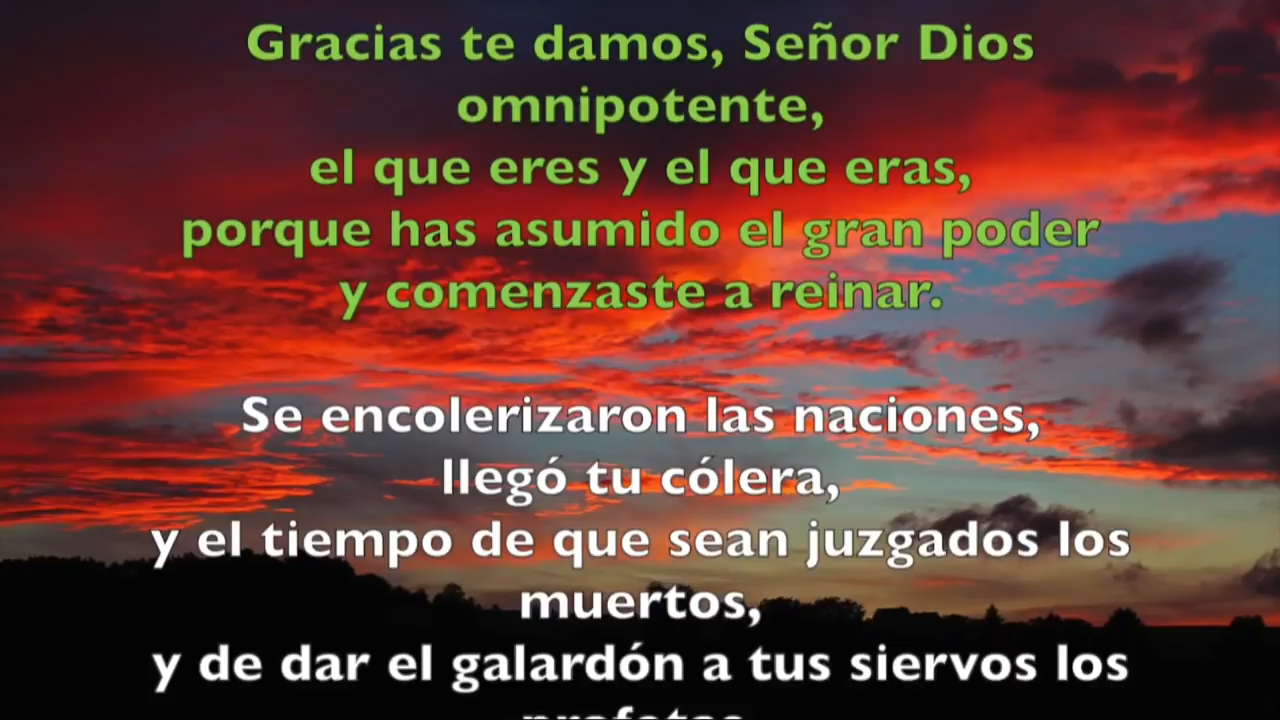 Gracias te damos, Señor Dios
omnipotente,
el que eres y el que eras,
porque has asumido el gran poder
y comenzaste a reinar.
Se encolerizaron las naciones,
llegó tu cólera,
y el tiempo de que sean juzgados los
muertos,
y de dar el galardón a tus siervos los